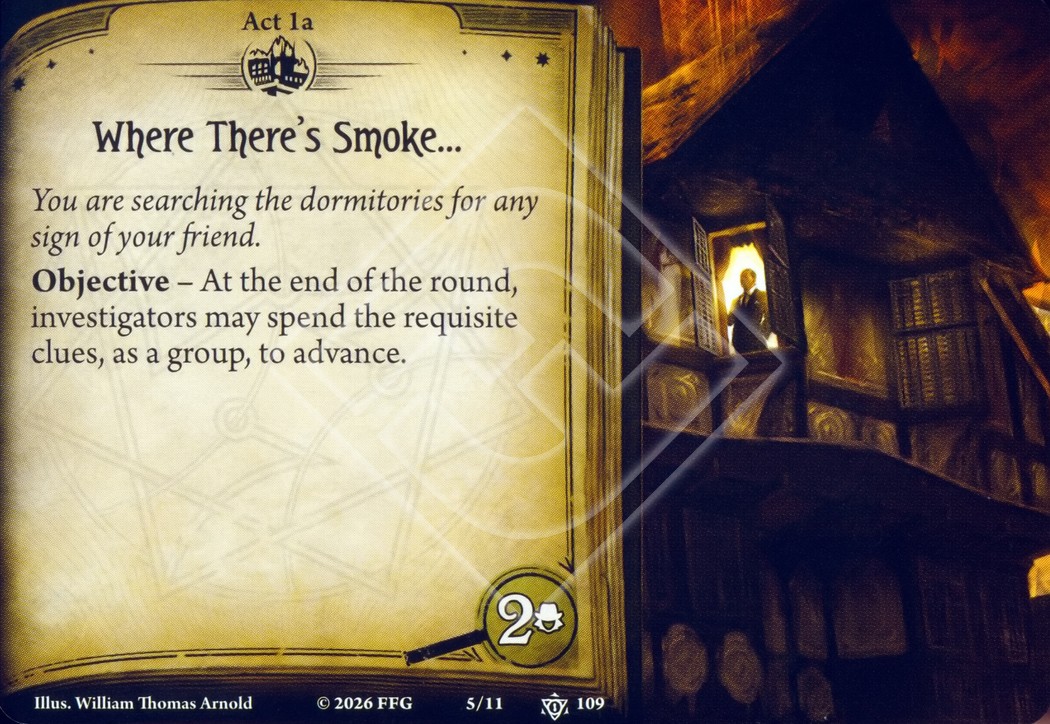 Act 1a
Where There's Smoke...
You are searching the dormitories for any
sign of your friend.
Objective – At the end of the round,
investigators may spend the requisite
clues, as a group, to advance.
2
Illus. William Thomas Arnold © 2026 FFG 5/11 1 109